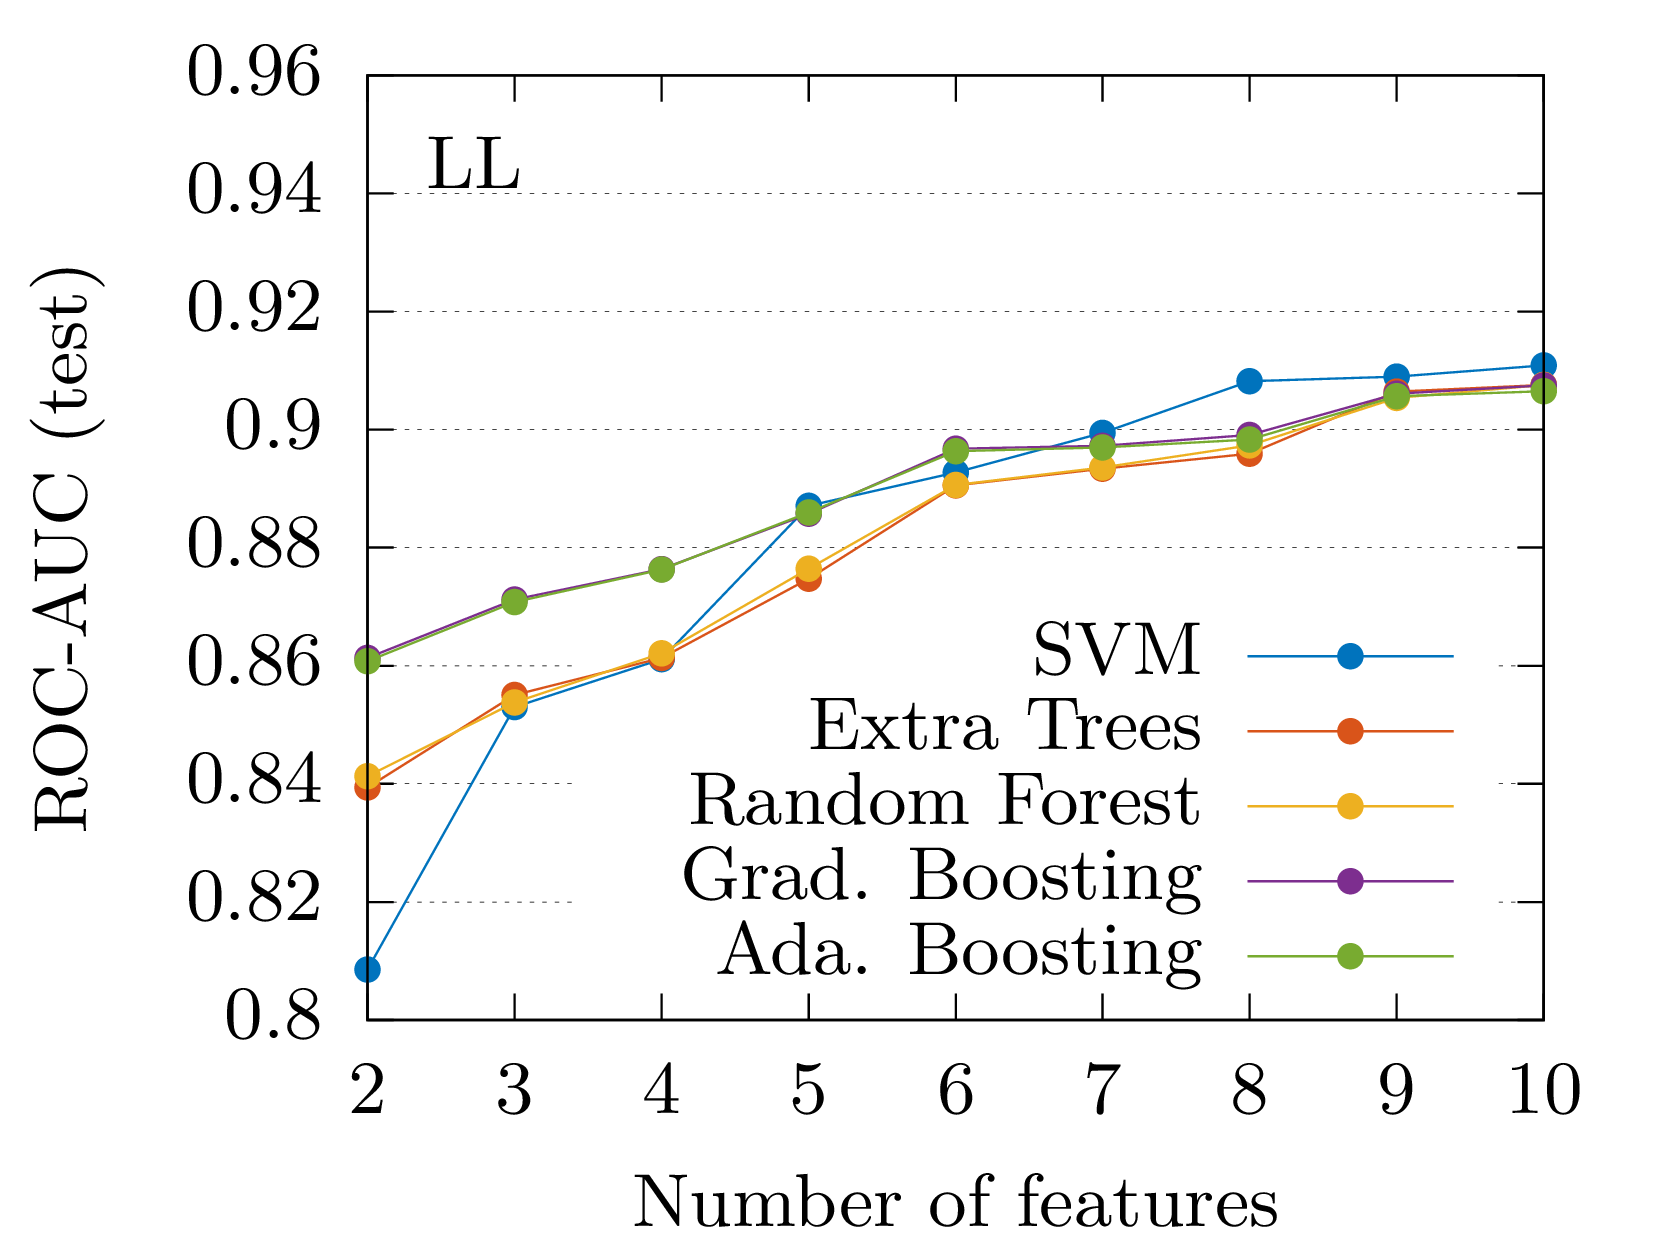 0.96
0.94
0.92
0.9
0.88
0.86
0.84
0.82
0.8
ROC-AUC (test)
LL
SVM
Extra Trees
Random Forest
Grad. Boosting
Ada. Boosting
2 3 4 5 6 7 8 9 10
Number of features